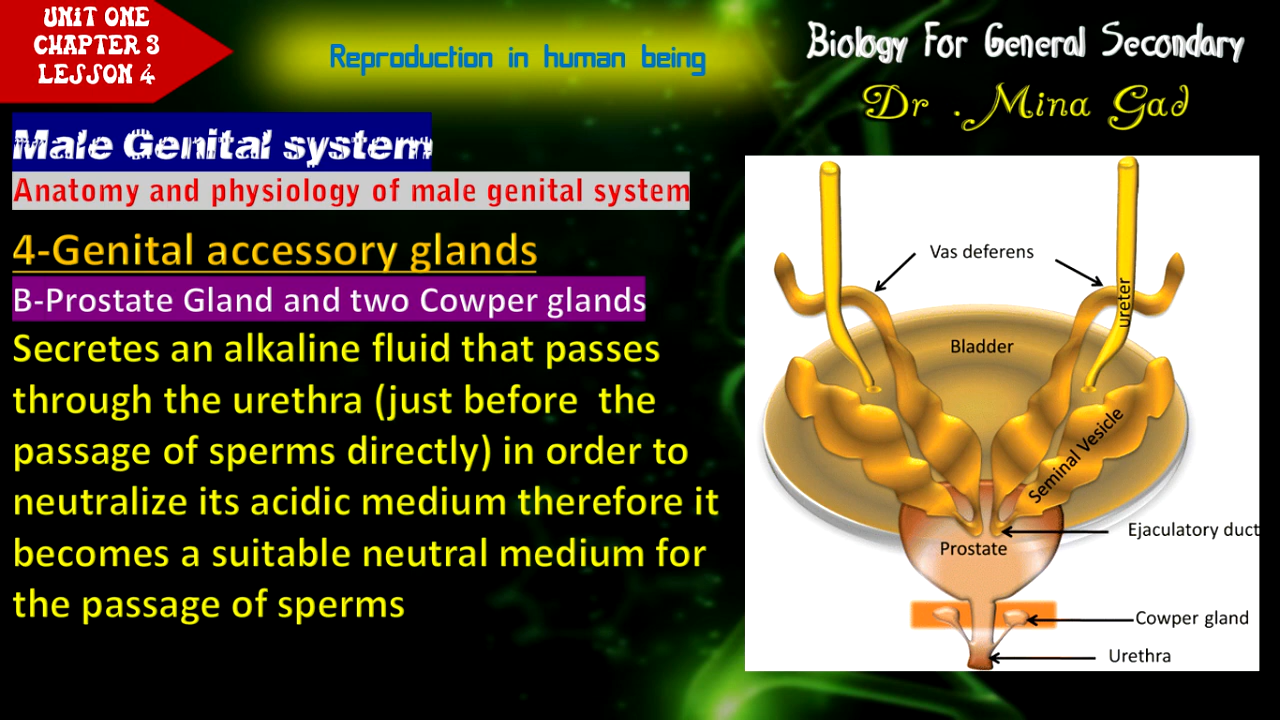 UNIT ONE
CHAPTER 3
LESSON 4
Reproduction in human being
Biology For General Secondary
Dr .Mina Gad
Male Genital system
Anatomy and physiology of male genital system
4-Genital accessory glands
B-Prostate Gland and two Cowper glands
Secretes an alkaline fluid that passes
through the urethra (just before the
passage of sperms directly) in order to
neutralize its acidic medium therefore it
becomes a suitable neutral medium for
the passage of sperms
Vas deferens
ureter
Bladder
Seminal Vesicle
Ejaculatory duct
Prostate
Cowper gland
Urethra